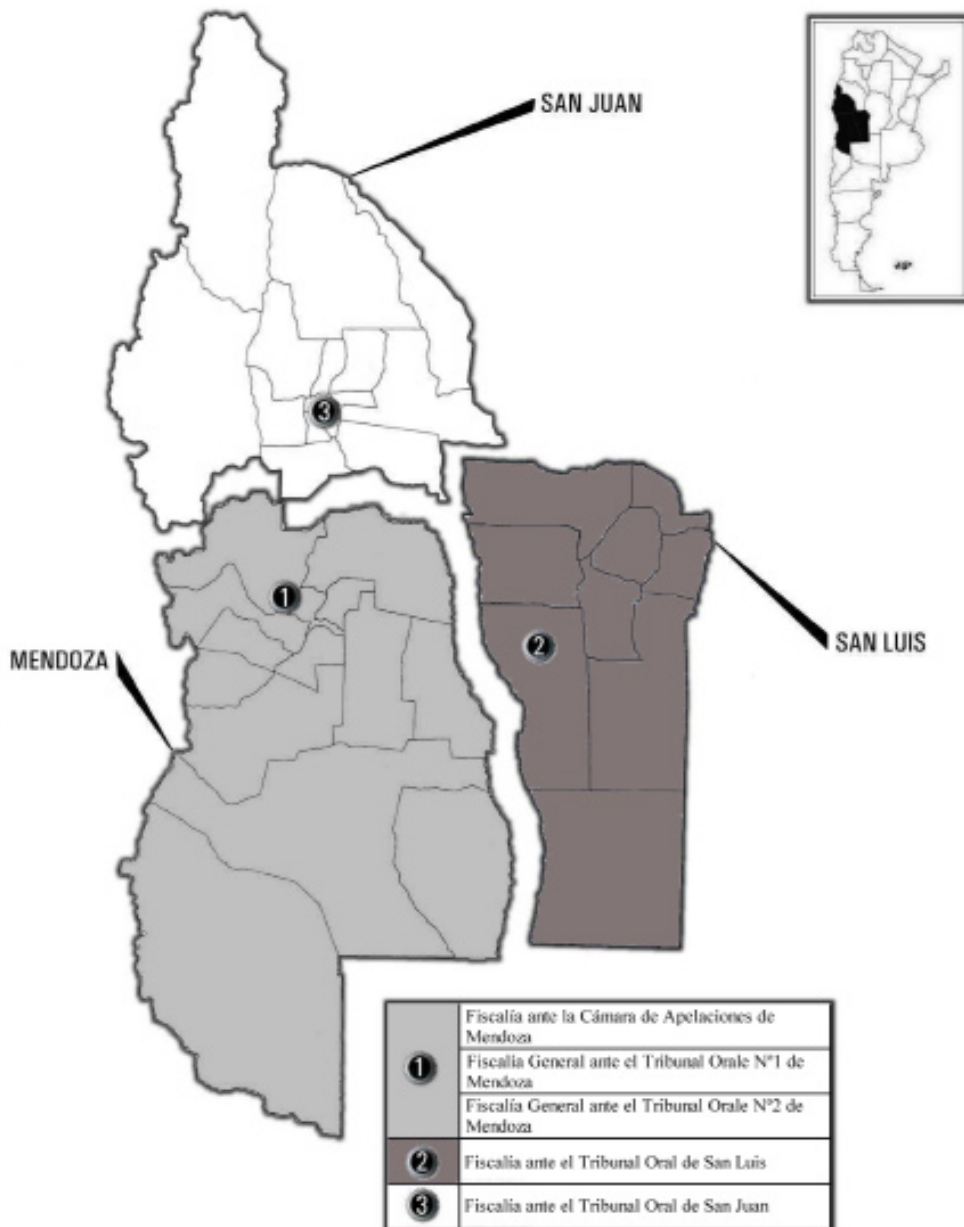 SAN JUAN
3
1
2
MENDOZA
SAN LUIS
Fiscalía ante la Cámara de Apelaciones de
Mendoza
1
Fiscalía General ante el Tribunal Orale Nº1 de
Mendoza
Fiscalía General ante el Tribunal Orale Nº2 de
Mendoza
2
Fiscalía ante el Tribunal Oral de San Luis
3
Fiscalía ante el Tribunal Oral de San Juan